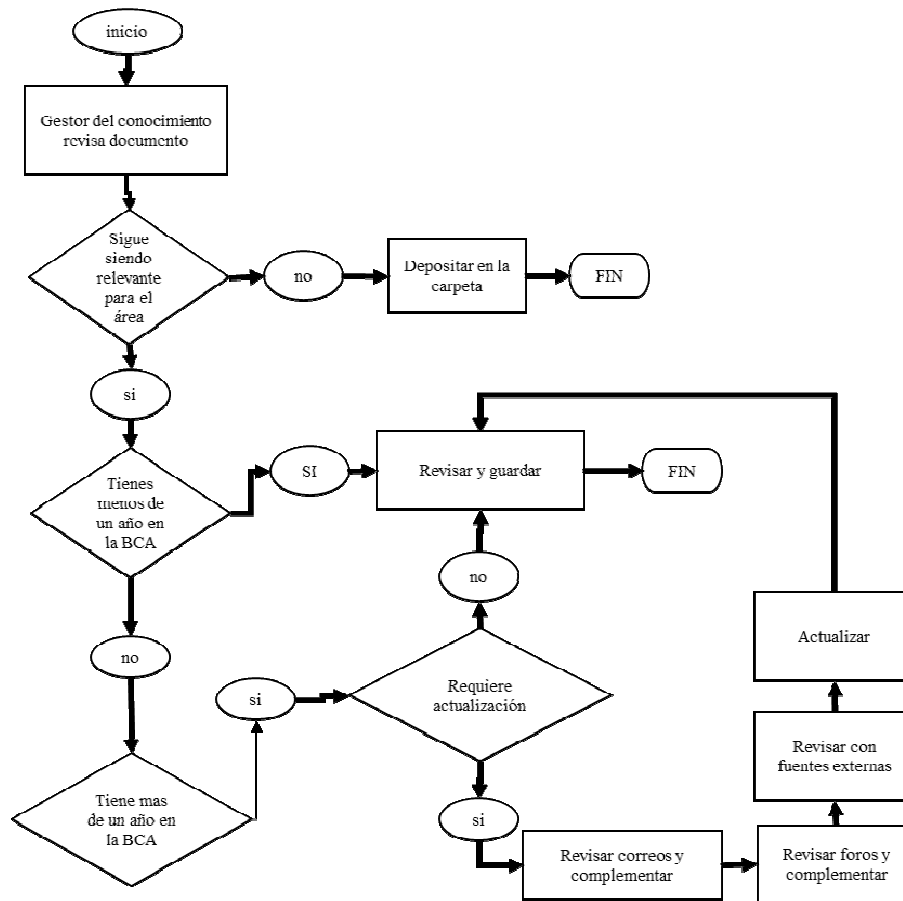 inicio
Gestor del conocimiento
revisa documento
Sigue
siendo
relevante
para el
área
no
Depositar en la
carpeta
FIN
si
Tienes
menos de
un año en
la BCA
SI
Revisar y guardar
FIN
no
no
si
Requiere
actualización
Actualizar
Revisar con
fuentes externas
Tiene mas
de un año en
la BCA
si
Revisar correos y
complementar
Revisar foros y
complementar